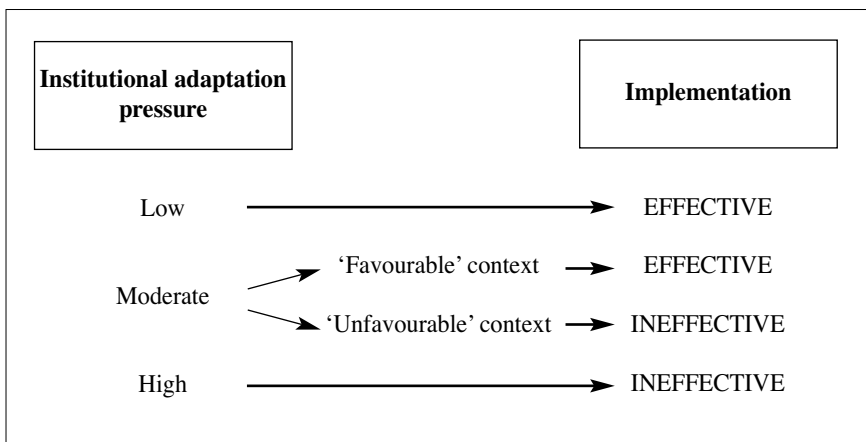 Institutional adaptation
pressure
Implementation
Low
EFFECTIVE
Moderate
‘Favourable’ context
EFFECTIVE
‘Unfavourable’ context
INEFFECTIVE
High
INEFFECTIVE